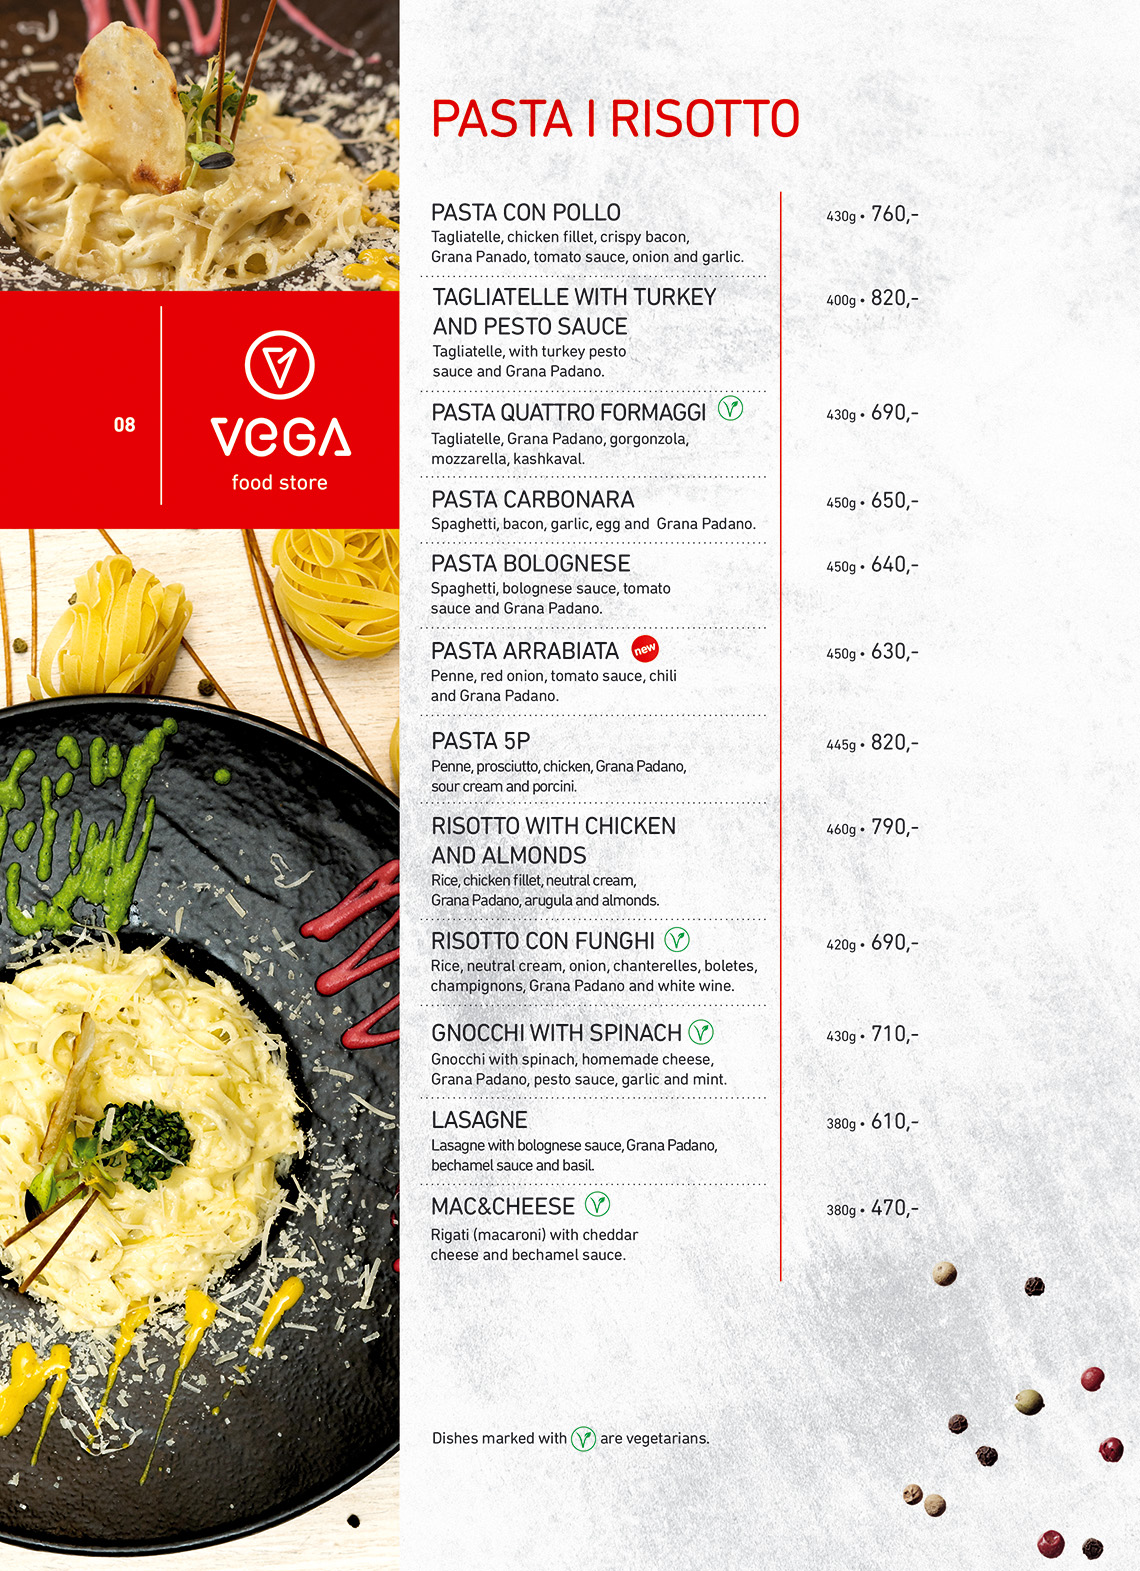 PASTA I RISOTTO
PASTA CON POLLO
430g • 760,-
Tagliatelle, chicken fillet, crispy bacon,
Grana Panado, tomato sauce, onion and garlic.
TAGLIATELLE WITH TURKEY
400g • 820,-
AND PESTO SAUCE
Tagliatelle, with turkey pesto
sauce and Grana Padano.
PASTA QUATTRO FORMAGGI V
430g • 690,-
Tagliatelle, Grana Padano, gorgonzola,
mozzarella, kashkaval.
PASTA CARBONARA
450g • 650,-
Spaghetti, bacon, garlic, egg and Grana Padano.
PASTA BOLOGNESE
450g • 640,-
Spaghetti, bolognese sauce, tomato
sauce and Grana Padano.
PASTA ARRABIATA new
450g • 630,-
Penne, red onion, tomato sauce, chili
and Grana Padano.
PASTA 5P
445g • 820,-
Penne, prosciutto, chicken, Grana Padano,
sour cream and porcini.
RISOTTO WITH CHICKEN
460g • 790,-
AND ALMONDS
Rice, chicken fillet, neutral cream,
Grana Padano, arugula and almonds.
RISOTTO CON FUNGHI V
420g • 690,-
Rice, neutral cream, onion, chanterelles, boletes,
champignons, Grana Padano and white wine.
GNOCCHI WITH SPINACH V
430g • 710,-
Gnocchi with spinach, homemade cheese,
Grana Padano, pesto sauce, garlic and mint.
LASAGNE
380g • 610,-
Lasagne with bolognese sauce, Grana Padano,
bechamel sauce and basil.
MAC&CHEESE V
380g • 470,-
Rigati (macaroni) with cheddar
cheese and bechamel sauce.
Dishes marked with V are vegetarians.
08
VeGA
food store